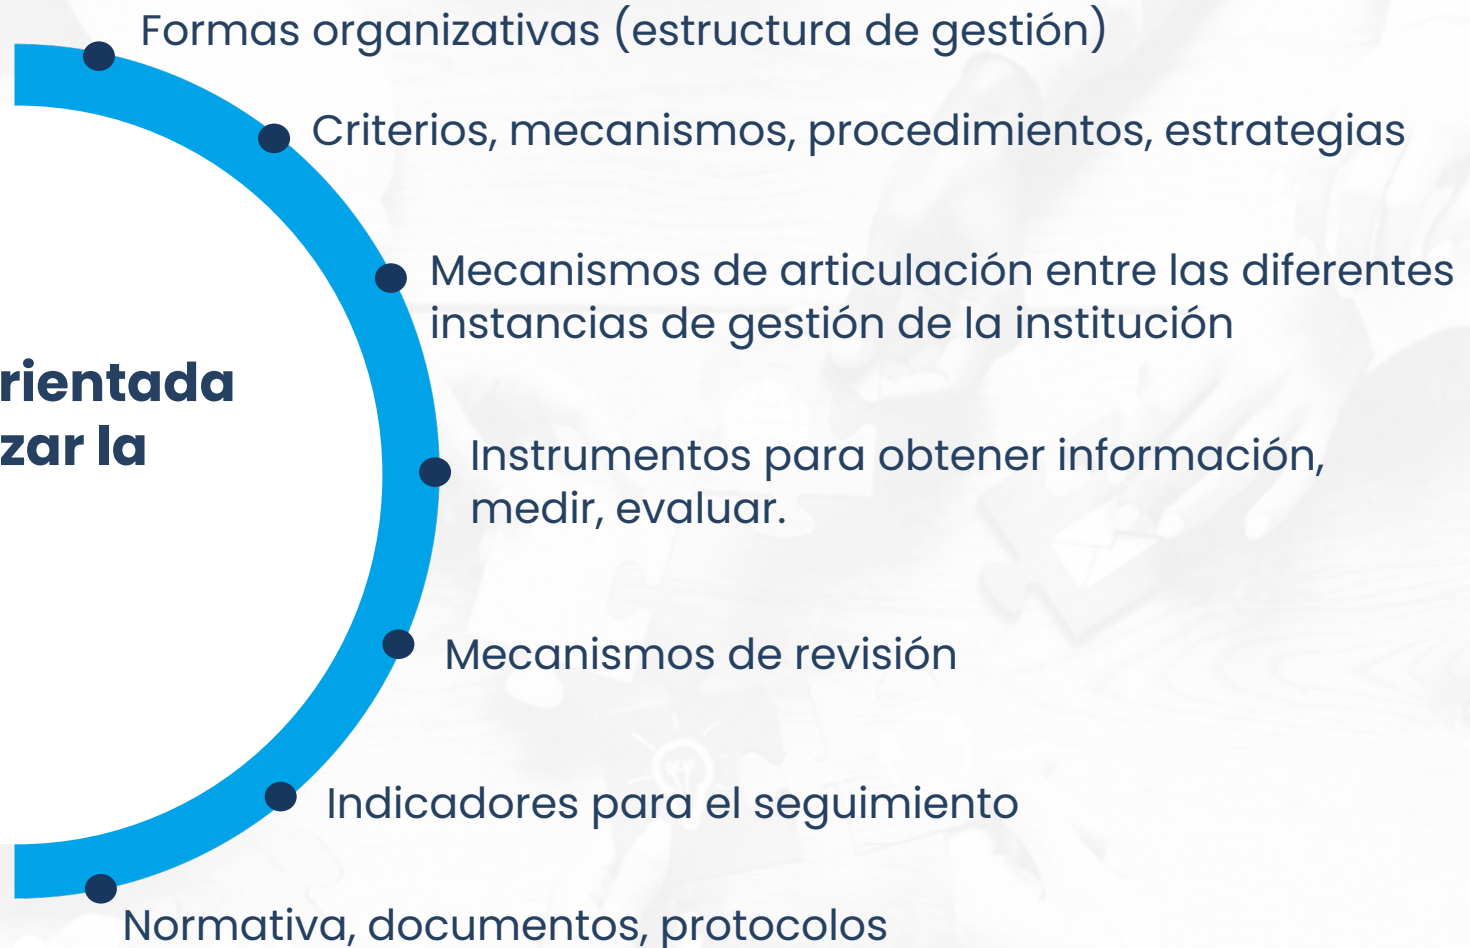 Formas organizativas (estructura de gestión)
Criterios, mecanismos, procedimientos, estrategias
Mecanismos de articulación entre las diferentes
instancias de gestión de la institución
rientada
zar la
Instrumentos para obtener información,
medir, evaluar.
Mecanismos de revisión
Indicadores para el seguimiento
Normativa, documentos, protocolos